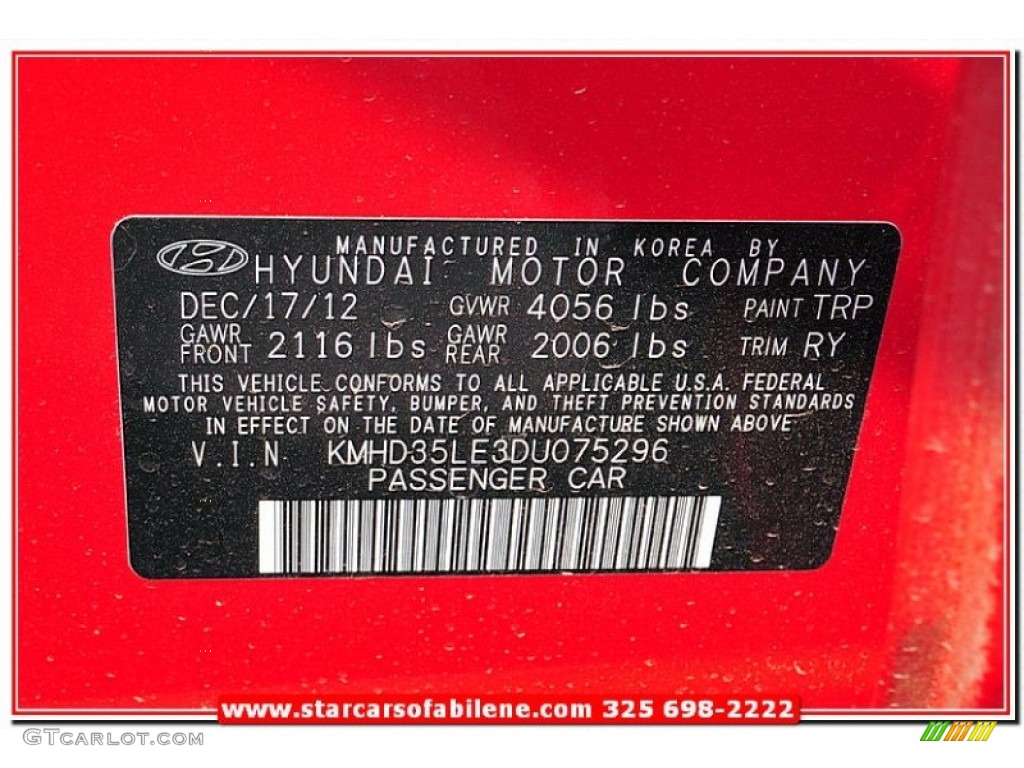 MANUFACTURED IN KOREA BY
HYUNDAI MOTOR COMPANY
DEC/17/12 GVWR 4056 lbs PAINT TRP
GAWR FRONT 2116 lbs GAWR REAR 2006 lbs TRIM RY
THIS VEHICLE CONFORMS TO ALL APPLICABLE U.S.A. FEDERAL
MOTOR VEHICLE SAFETY, BUMPER, AND THEFT PREVENTION STANDARDS
IN EFFECT ON THE DATE OF MANUFACTURE SHOWN ABOVE
V.I.N KMHD35LE3DU075296
PASSENGER CAR
www.starcarsofabilene.com 325 698-2222
GTCARLOT.COM